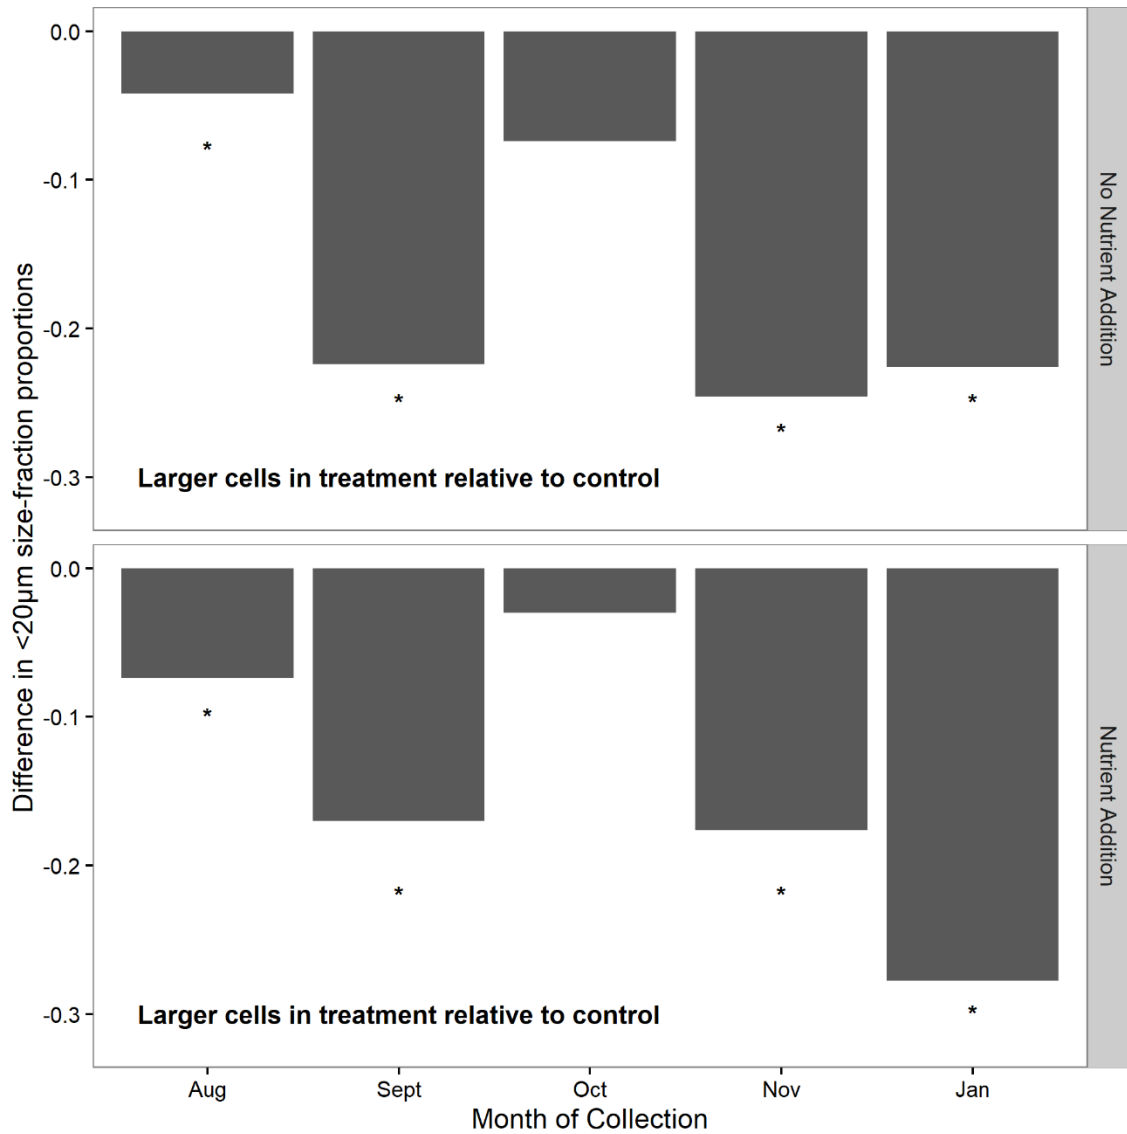 Difference in <20µm size-fraction proportions
0.0
-0.1
-0.2
-0.3
*
*
*
*
Larger cells in treatment relative to control
No Nutrient Addition
0.0
-0.1
-0.2
-0.3
*
*
*
*
Larger cells in treatment relative to control
Nutrient Addition
Aug Sept Oct Nov Jan
Month of Collection